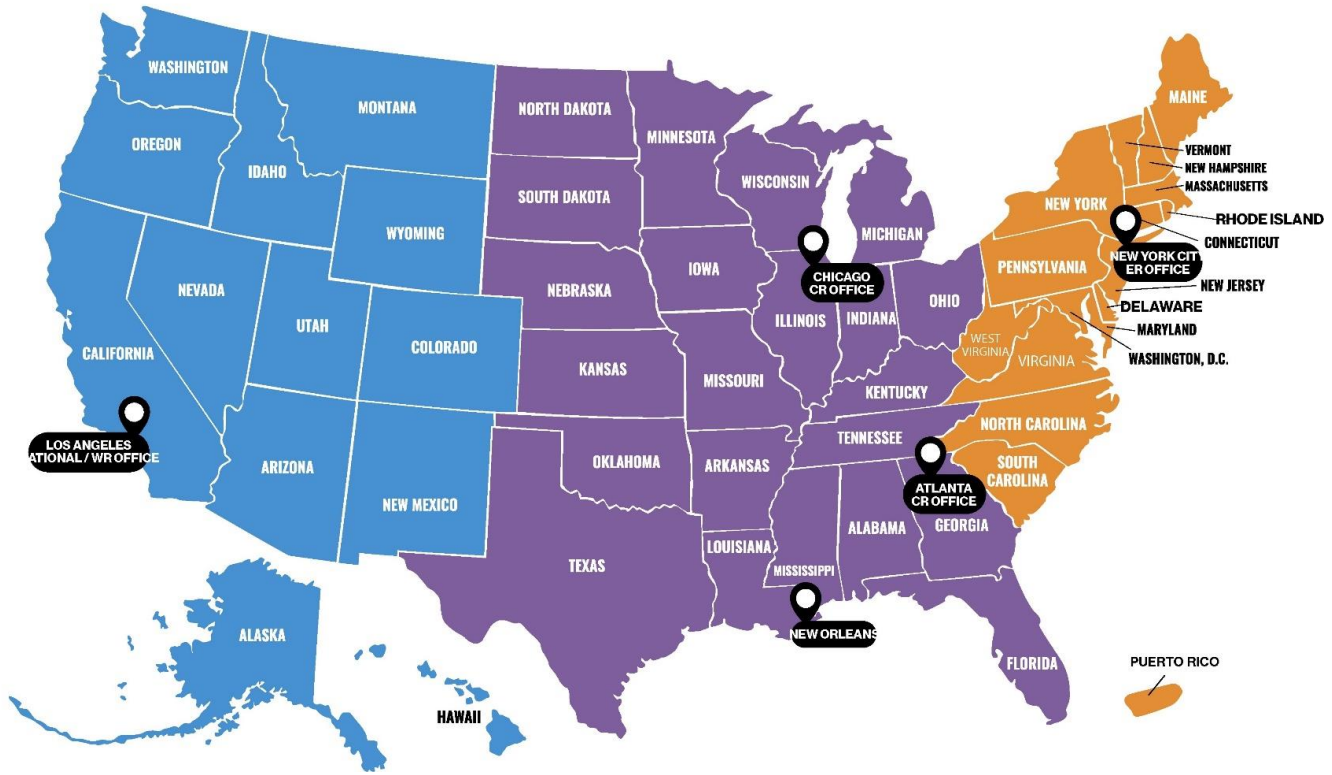 WASHINGTON
MONTANA
OREGON
IDAHO
WYOMING
NEVADA
UTAH
COLORADO
CALIFORNIA
ARIZONA
NEW MEXICO
LOS ANGELES
ATIONAL / WR OFFICE
ALASKA
HAWAII
NORTH DAKOTA
MINNESOTA
SOUTH DAKOTA
WISCONSIN
MICHIGAN
IOWA
NEBRASKA
CHICAGO
CR OFFICE
ILLINOIS
INDIANA
OHIO
KANSAS
MISSOURI
KENTUCKY
TENNESSEE
OKLAHOMA
ARKANSAS
ATLANTA
CR OFFICE
TEXAS
LOUISIANA
MISSISSIPPI
ALABAMA
GEORGIA
NEW ORLEANS
FLORIDA
MAINE
VERMONT
NEW HAMPSHIRE
MASSACHUSETTS
NEW YORK
RHODE ISLAND
CONNECTICUT
NEW YORK CIT
ER OFFICE
PENNSYLVANIA
NEW JERSEY
DELAWARE
MARYLAND
WASHINGTON, D.C.
WEST
VIRGINIA
VIRGINIA
NORTH CAROLINA
SOUTH
CAROLINA
PUERTO RICO